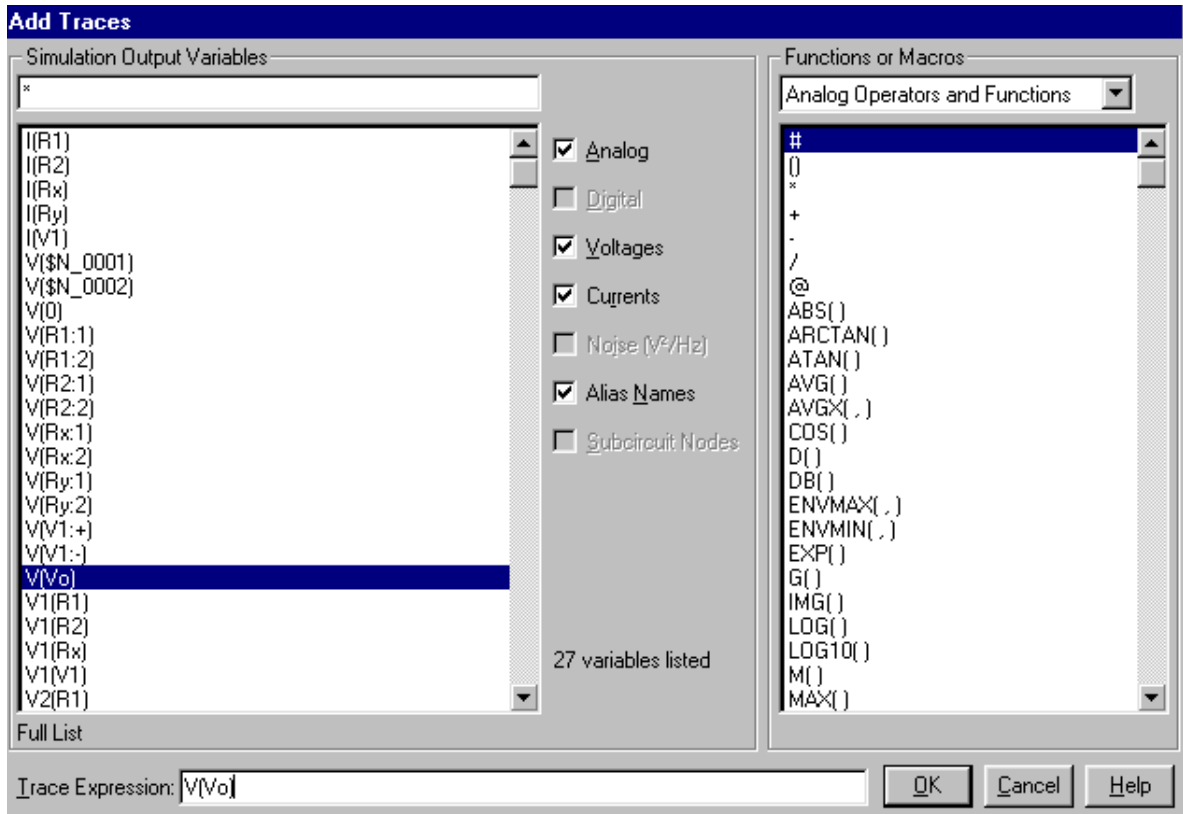 Add Traces
Simulation Output Variables
*
I(R1)
I(R2)
I(Rx)
I(Ry)
I(V1)
V($N_0001)
V($N_0002)
V(0)
V(R1:1)
V(R1:2)
V(R2:1)
V(R2:2)
V(Rx:1)
V(Rx:2)
V(Ry:1)
V(Ry:2)
V(V1:+)
V(V1:-)
V(Vo)
V1(R1)
V1(R2)
V1(Rx)
V1(V1)
V2(R1)
Full List
Analog
Digital
Voltages
Currents
Noise (V²/Hz)
Alias Names
Subcircuit Nodes
27 variables listed
Functions or Macros
Analog Operators and Functions
#
()
*
+
-
/
@
ABS( )
ARCTAN( )
ATAN( )
AVG( )
AVGX( , )
COS( )
D( )
DB( )
ENVMAX( , )
ENVMIN( , )
EXP( )
G( )
IMG( )
LOG( )
LOG10( )
M( )
MAX( )
Trace Expression: V(Vo)
OK Cancel Help